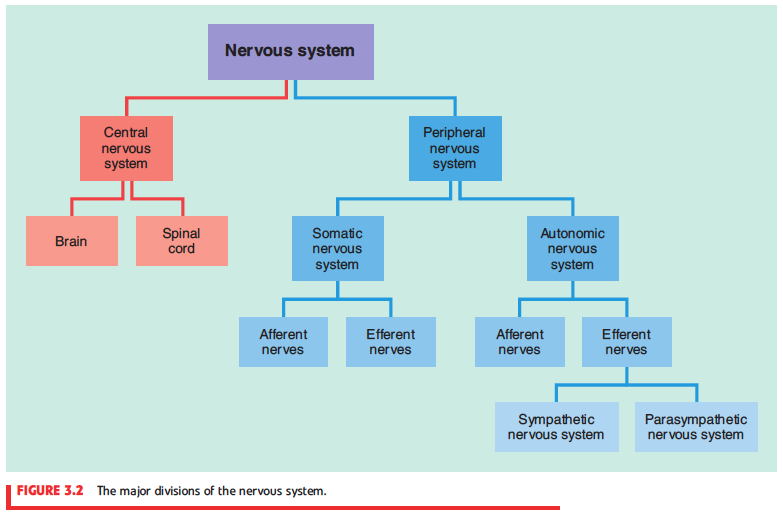 Nervous system
Central
nervous
system
Peripheral
nervous
system
Brain
Spinal
cord
Somatic
nervous
system
Autonomic
nervous
system
Afferent
nerves
Efferent
nerves
Afferent
nerves
Efferent
nerves
Sympathetic
nervous system
Parasympathetic
nervous system
FIGURE 3.2 The major divisions of the nervous system.